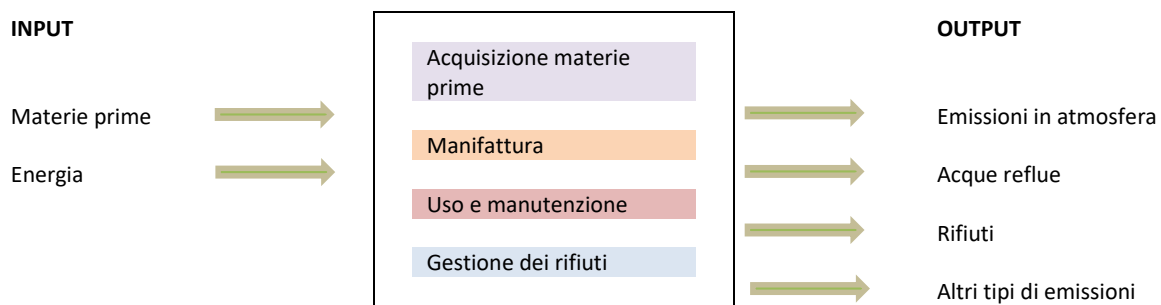 INPUT
OUTPUT
Acquisizione materie
prime
Materie prime
Emissioni in atmosfera
Manifattura
Energia
Acque reflue
Uso e manutenzione
Rifiuti
Gestione dei rifiuti
Altri tipi di emissioni